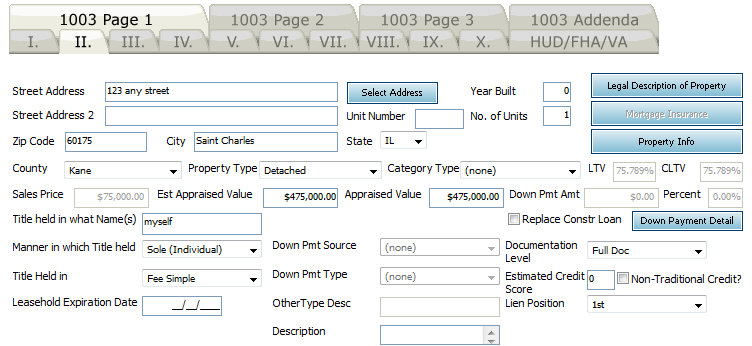 1003 Page 1 1003 Page 2 1003 Page 3 1003 Addenda
I. II. III. IV. V. VI. VII. VIII. IX. X. HUD/FHA/VA
Street Address 123 any street Select Address Year Built 0 Legal Description of Property
Street Address 2 Unit Number No. of Units 1 Mortgage Insurance
Zip Code 60175 City Saint Charles State IL Property Info
County Kane Property Type Detached Category Type (none) LTV 75.789% CLTV 75.789%
Sales Price $75,000.00 Est Appraised Value $475,000.00 Appraised Value $475,000.00 Down Pmt Amt $0.00 Percent 0.00%
Title held in what Name(s) myself Replace Constr Loan Down Payment Detail
Manner in which Title held Sole (Individual) Down Pmt Source (none) Documentation
Level Full Doc
Title Held in Fee Simple Down Pmt Type (none) Estimated Credit
Score 0 Non-Traditional Credit?
Leasehold Expiration Date __/__/____ OtherType Desc Lien Position 1st
Description